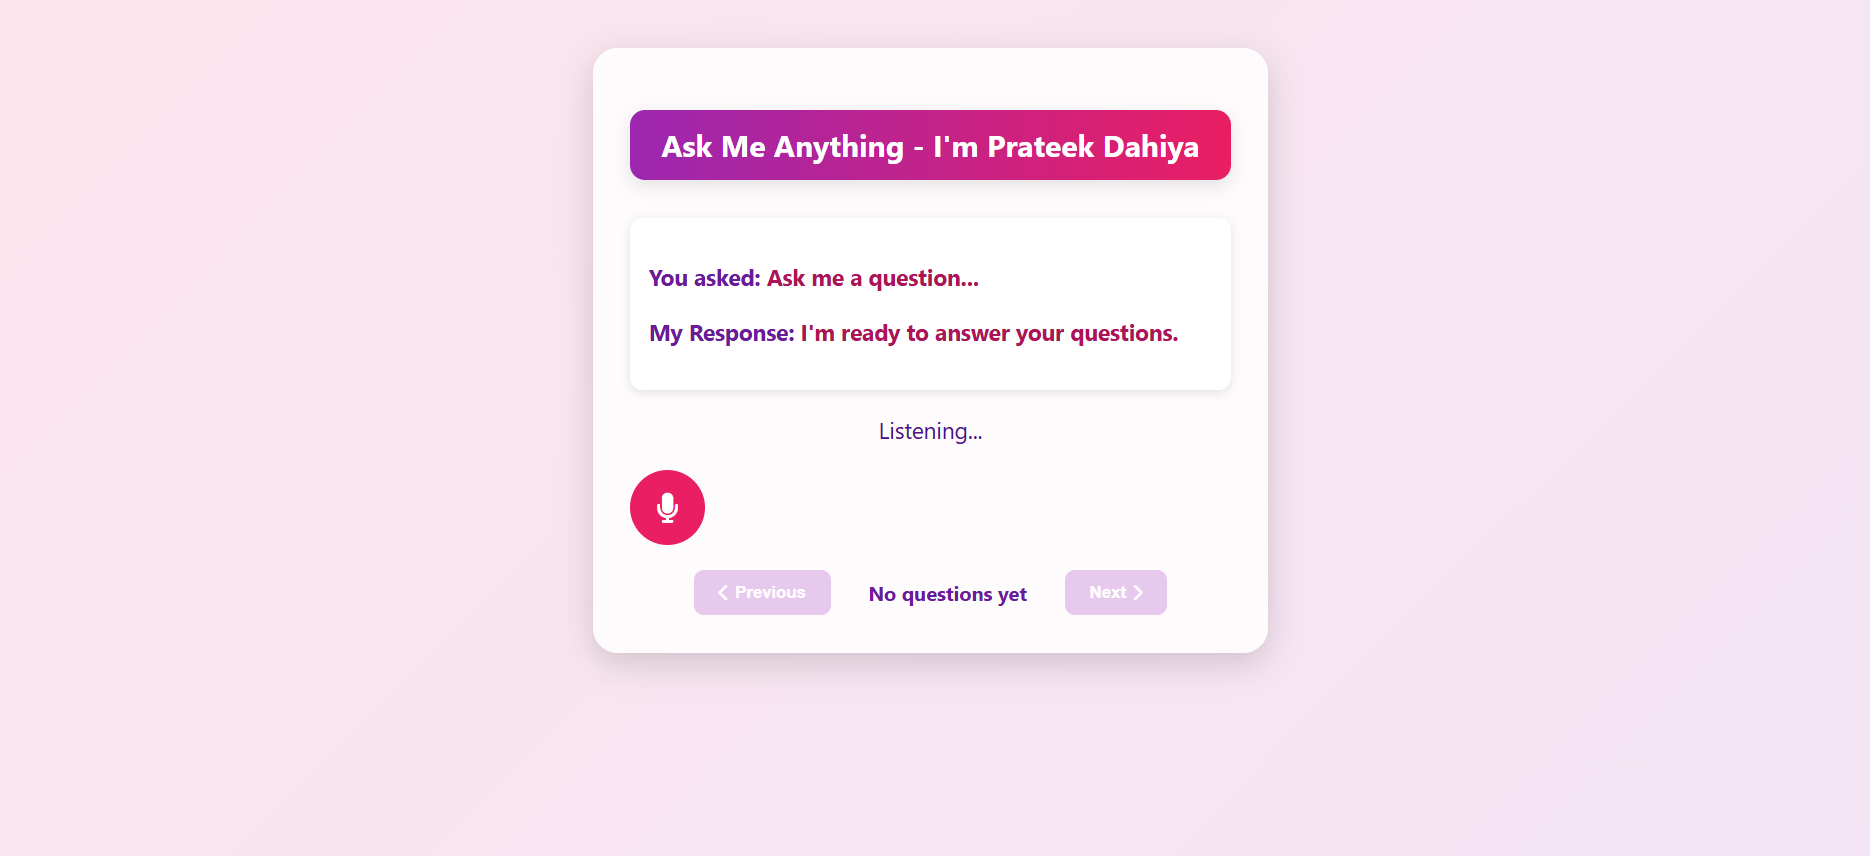 Ask Me Anything - I'm Prateek Dahiya
You asked: Ask me a question...
My Response: I'm ready to answer your questions.
Listening...
Previous
No questions yet
Next